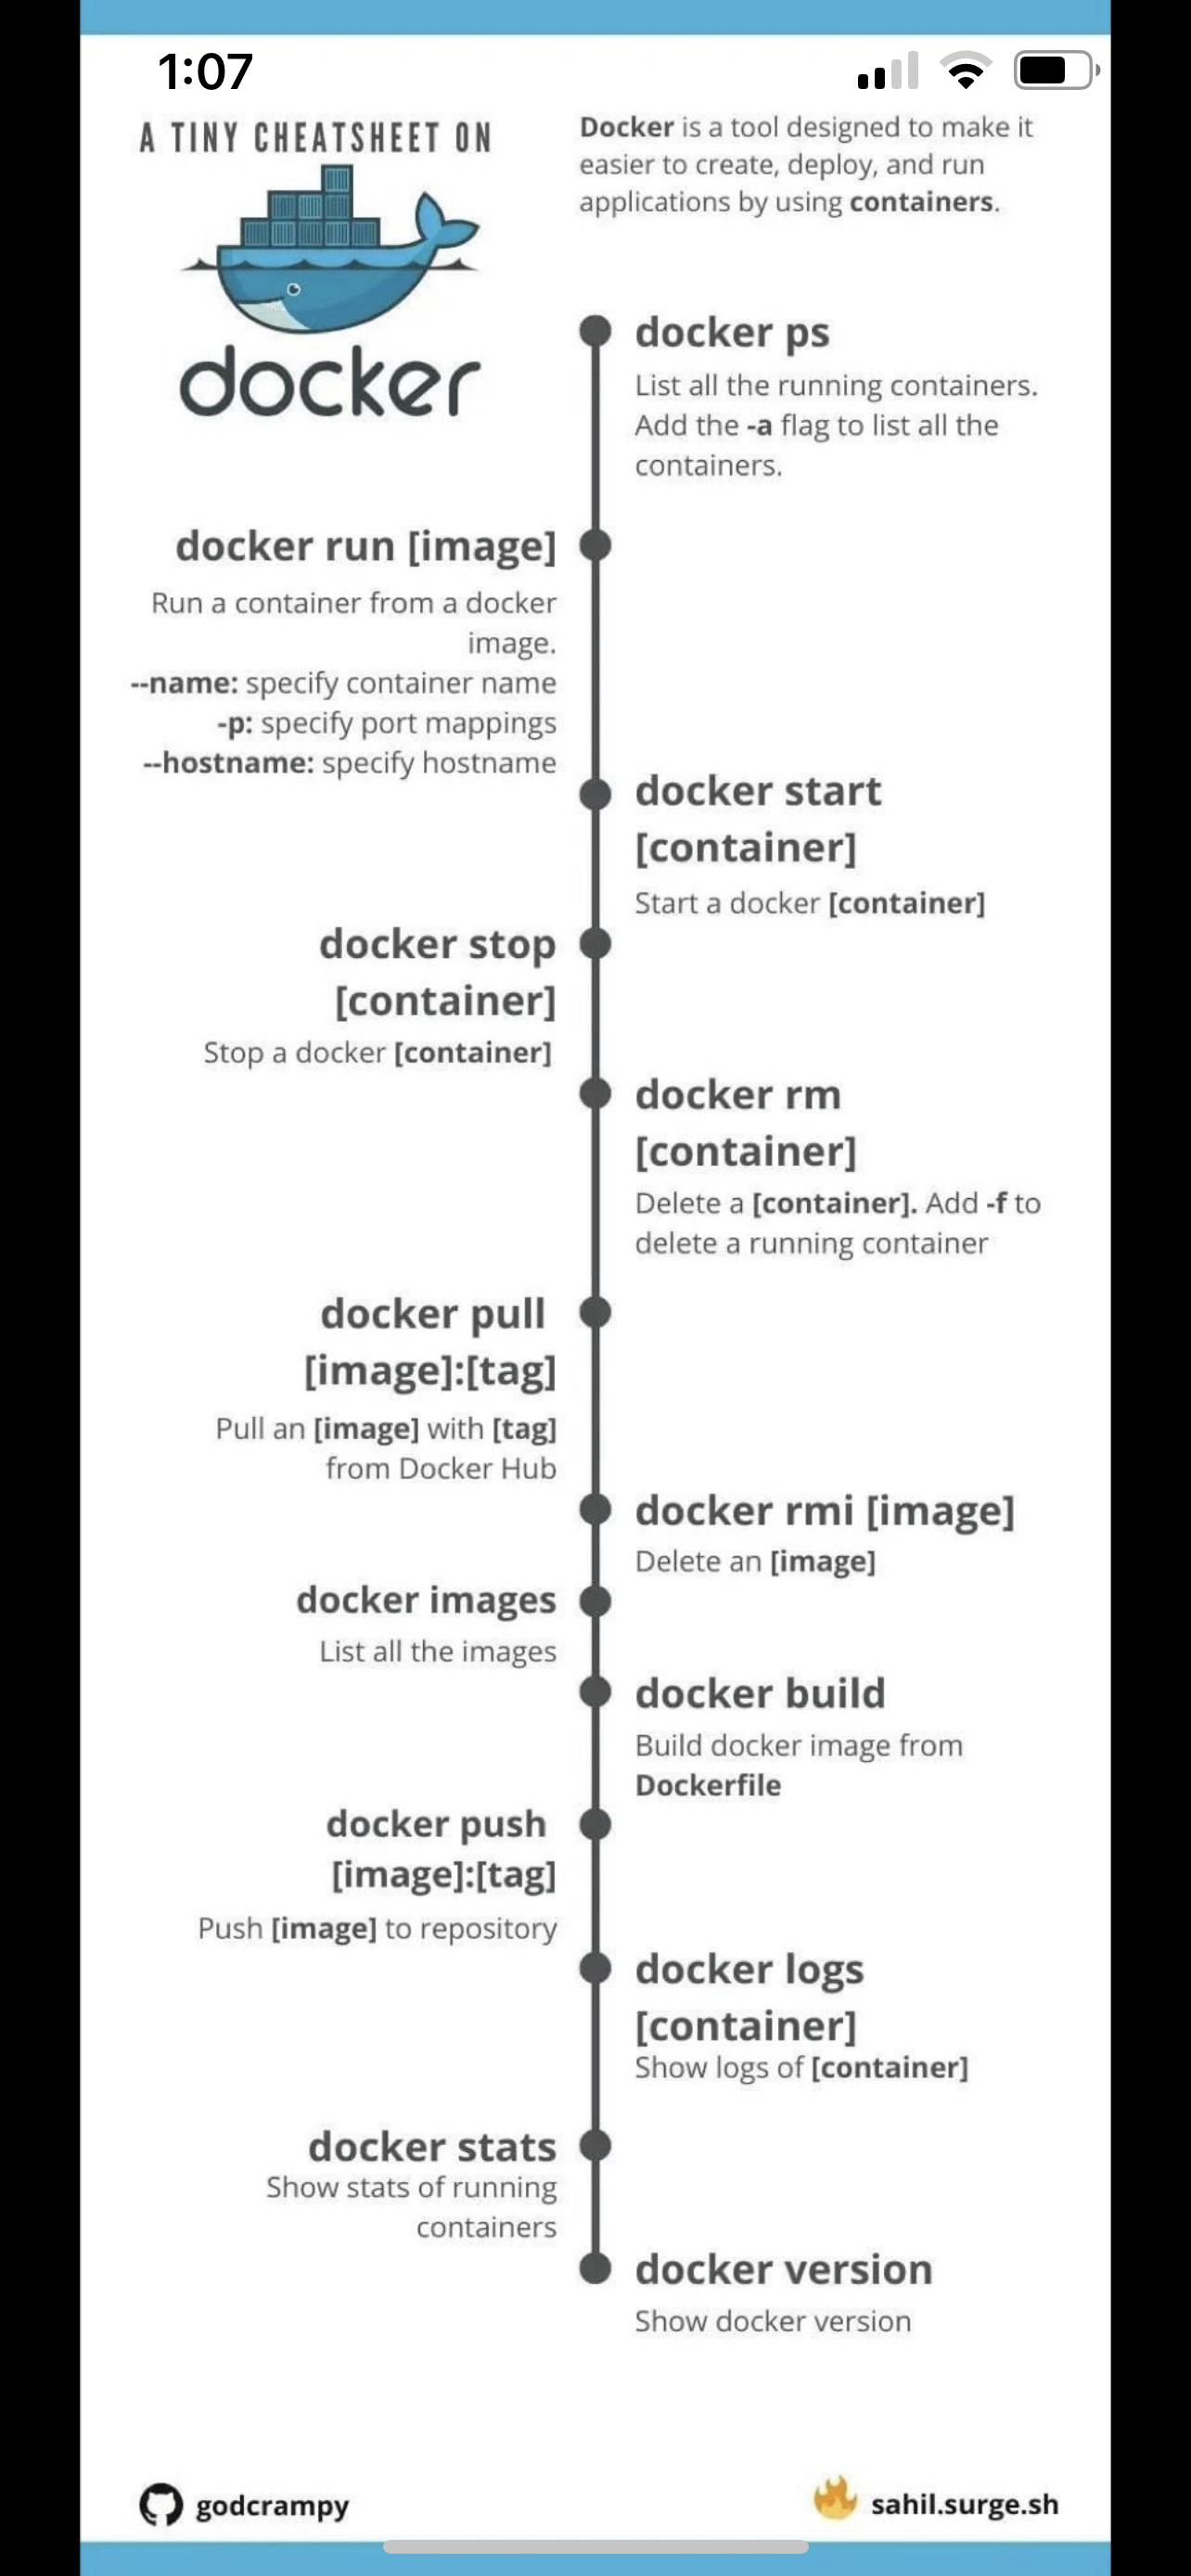 1:07
A TINY CHEATSHEET ON
docker
Docker is a tool designed to make it
easier to create, deploy, and run
applications by using containers.
docker ps
List all the running containers.
Add the -a flag to list all the
containers.
docker run [image]
Run a container from a docker
image.
--name: specify container name
-p: specify port mappings
--hostname: specify hostname
docker start
[container]
Start a docker [container]
docker stop
[container]
Stop a docker [container]
docker rm
[container]
Delete a [container]. Add -f to
delete a running container
docker pull
[image]:[tag]
Pull an [image] with [tag]
from Docker Hub
docker rmi [image]
Delete an [image]
docker images
List all the images
docker build
Build docker image from
Dockerfile
docker push
[image]:[tag]
Push [image] to repository
docker logs
[container]
Show logs of [container]
docker stats
Show stats of running
containers
docker version
Show docker version
godcrampy
sahil.surge.sh